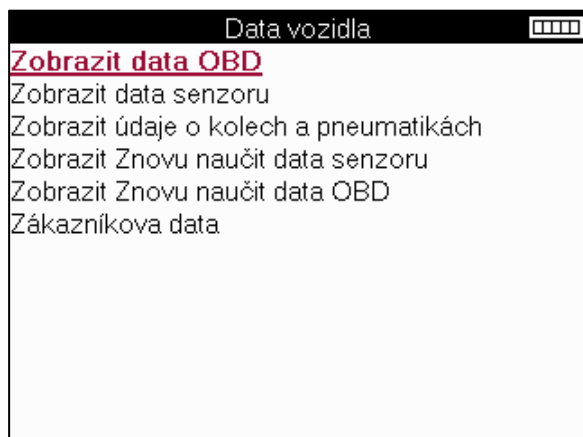 Data vozidla
Zobrazit data OBD
Zobrazit data senzoru
Zobrazit údaje o kolech a pneumatikách
Zobrazit Znovu naučit data senzoru
Zobrazit Znovu naučit data OBD
Zákazníkova data